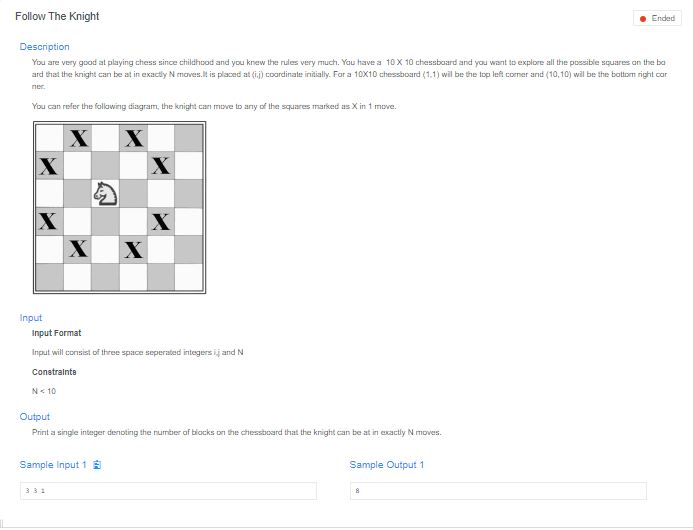 Follow The Knight
Ended
Description
You are very good at playing chess since childhood and you knew the rules very much. You have a 10 X 10 chessboard and you want to explore all the possible squares on the bo
ard that the knight can be at in exactly N moves.It is placed at (i,j) coordinate initially. For a 10X10 chessboard (1,1) will be the top left corner and (10,10) will be the bottom right cor
ner.
You can refer the following diagram, the knight can move to any of the squares marked as X in 1 move.
X X
X X
X X
X X
Input
Input Format
Input will consist of three space seperated integers i,j and N
Constraints
N < 10
Output
Print a single integer denoting the number of blocks on the chessboard that the knight can be at in exactly N moves.
Sample Input 1
Sample Output 1
3 3 1
8